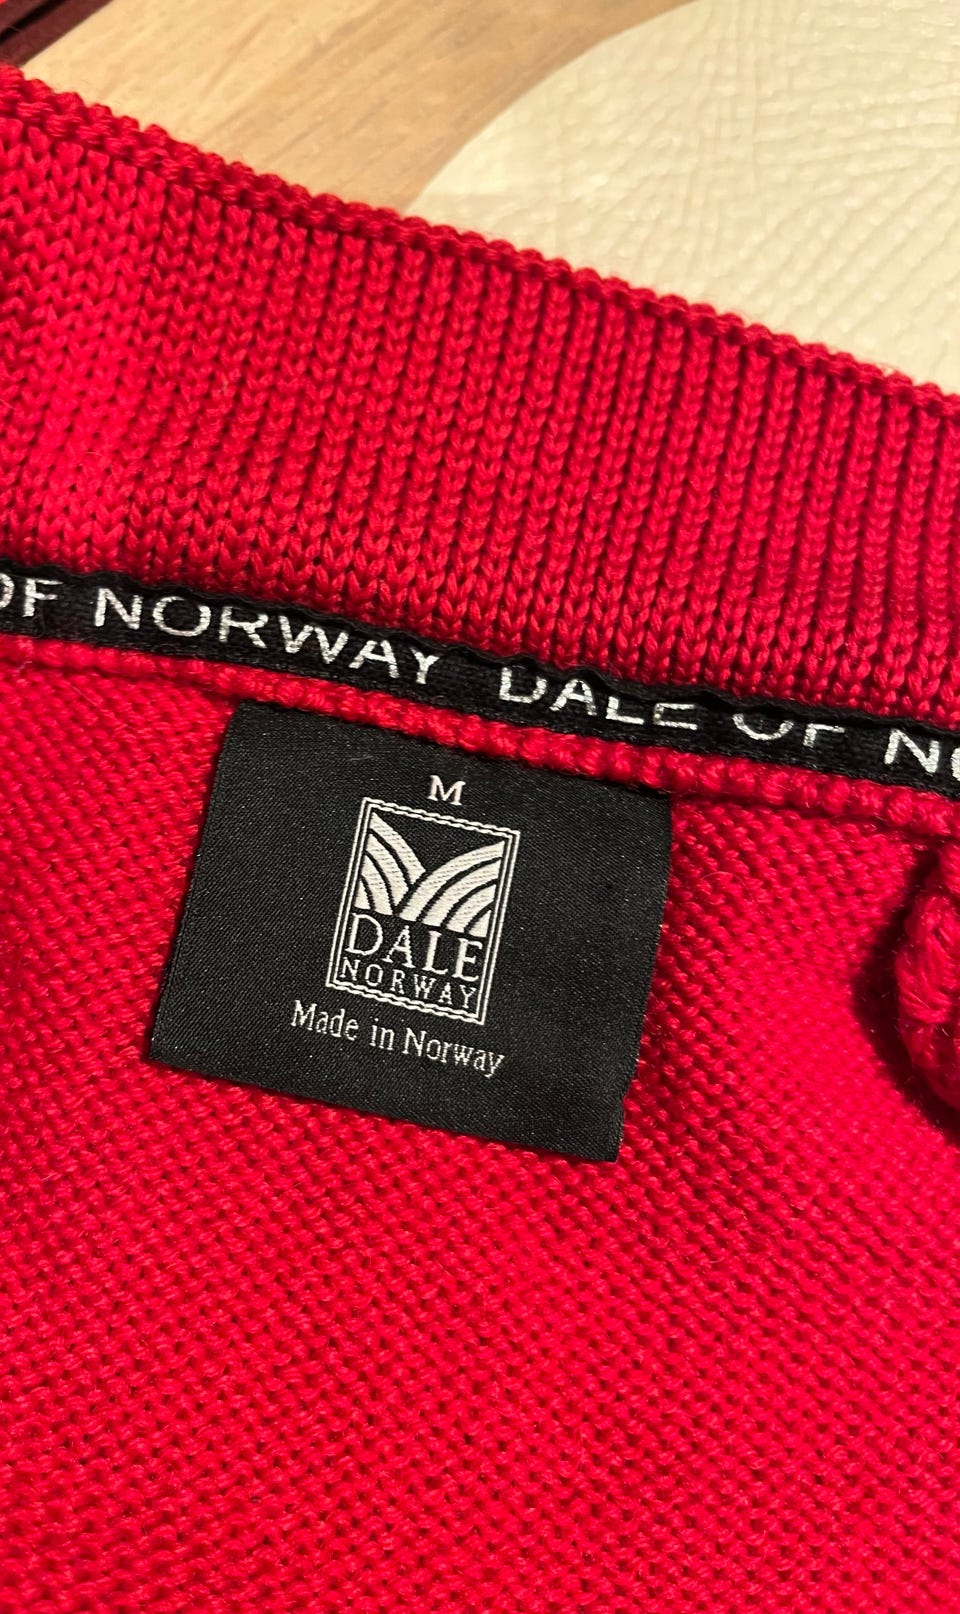 OF NORWAY DALE OF NO
M
DALE
NORWAY
Made in Norway